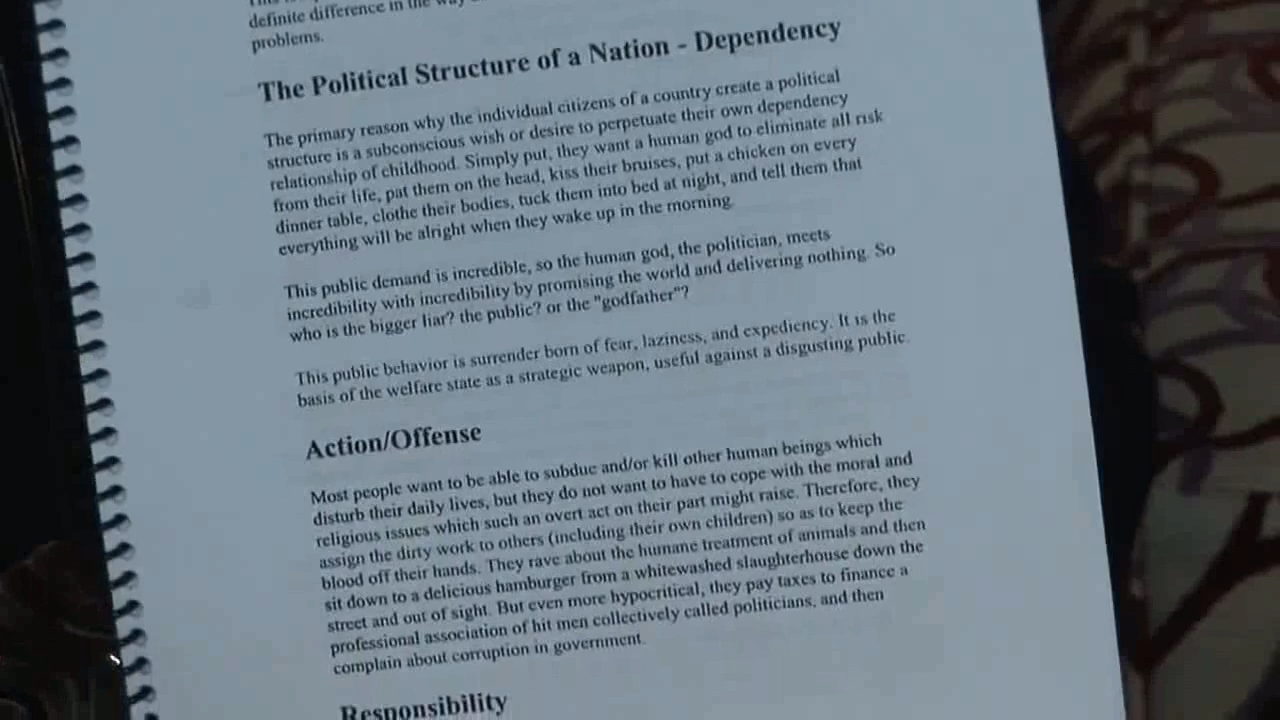 definite difference in the way
problems.
The Political Structure of a Nation - Dependency
The primary reason why the individual citizens of a country create a political
structure is a subconscious wish or desire to perpetuate their own dependency
relationship of childhood. Simply put, they want a human god to eliminate all risk
from their life, pat them on the head, kiss their bruises, put a chicken on every
dinner table, clothe their bodies, tuck them into bed at night, and tell them that
everything will be alright when they wake up in the morning.
This public demand is incredible, so the human god, the politician, meets
incredibility with incredibility by promising the world and delivering nothing. So
who is the bigger liar? the public? or the "godfather"?
This public behavior is surrender born of fear, laziness, and expediency. It is the
basis of the welfare state as a strategic weapon, useful against a disgusting public.
Action/Offense
Most people want to be able to subdue and/or kill other human beings which
disturb their daily lives, but they do not want to have to cope with the moral and
religious issues which such an overt act on their part might raise. Therefore, they
assign the dirty work to others (including their own children) so as to keep the
blood off their hands. They rave about the humane treatment of animals and then
sit down to a delicious hamburger from a whitewashed slaughterhouse down the
street and out of sight. But even more hypocritical, they pay taxes to finance a
professional association of hit men collectively called politicians, and then
complain about corruption in government.
Responsibility